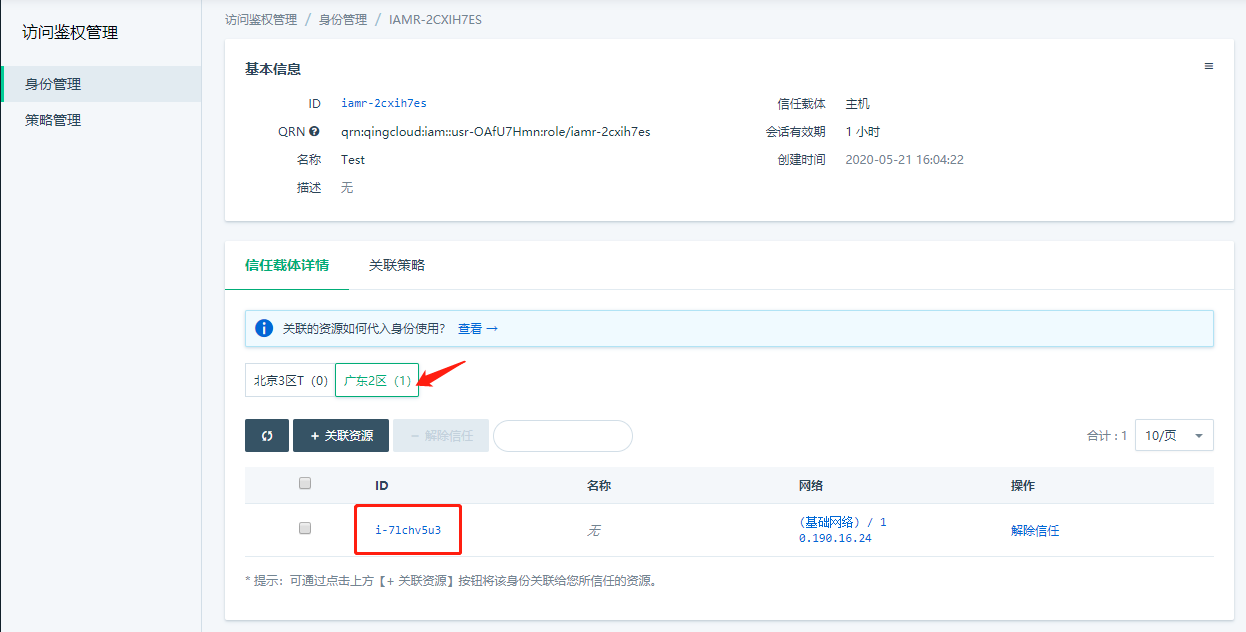 访问鉴权管理
身份管理
策略管理
访问鉴权管理 / 身份管理 / IAMR-2CXIH7ES
基本信息
ID iamr-2cxih7es
信任载体 主机
QRN qrn:qingcloud:iam::usr-OAfU7Hmn:role/iamr-2cxih7es
会话有效期 1 小时
名称 Test
创建时间 2020-05-21 16:04:22
描述 无
信任载体详情 关联策略
关联的资源如何代入身份使用? 查看 →
北京3区T (0) 广东2区 (1)
+ 关联资源 − 解除信任 合计 : 1 10/页
ID 名称 网络 操作
i-7lchv5u3 无 (基础网络) / 1
0.190.16.24
解除信任
* 提示：可通过点击上方【+ 关联资源】按钮将该身份关联给您所信任的资源。